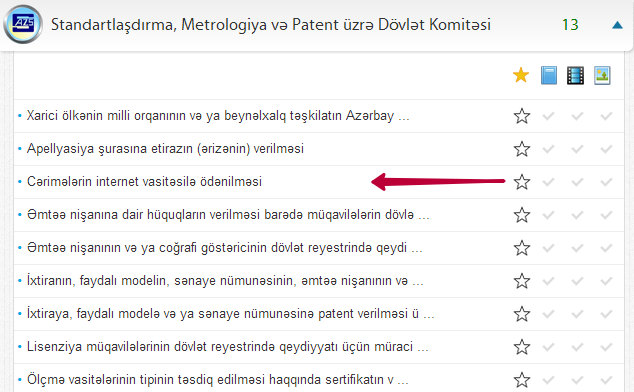 AZS
Standartlaşdırma, Metrologiya və Patent üzrə Dövlət Komitəsi 13
Xarici ölkənin milli orqanının və ya beynəlxalq təşkilatın Azərbay ...
Apellyasiya şurasına etirazın (ərizənin) verilməsi
Cərimələrin internet vasitəsilə ödənilməsi
Əmtəə nişanına dair hüquqların verilməsi barədə müqavilələrin dövlə ...
Əmtəə nişanının və ya coğrafi göstəricinin dövlət reyestrində qeydi ...
İxtiranın, faydalı modelin, sənaye nümunəsinin, əmtəə nişanının və ...
İxtiraya, faydalı modelə və ya sənaye nümunəsinə patent verilməsi ü ...
Lisenziya müqavilələrinin dövlət reyestrində qeydiyyatı üçün müraci ...
Ölçmə vasitələrinin tipinin təsdiq edilməsi haqqında sertifikatın v ...